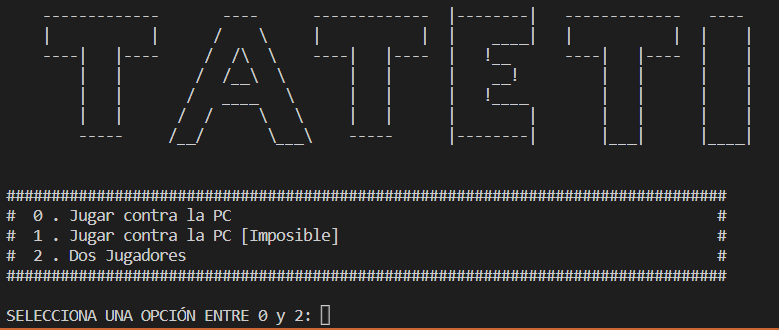 TATETI
################################################################################
#  0 . Jugar contra la PC                                                      #
#  1 . Jugar contra la PC [Imposible]                                          #
#  2 . Dos Jugadores                                                           #
################################################################################
SELECCIONA UNA OPCIÓN ENTRE 0 y 2: